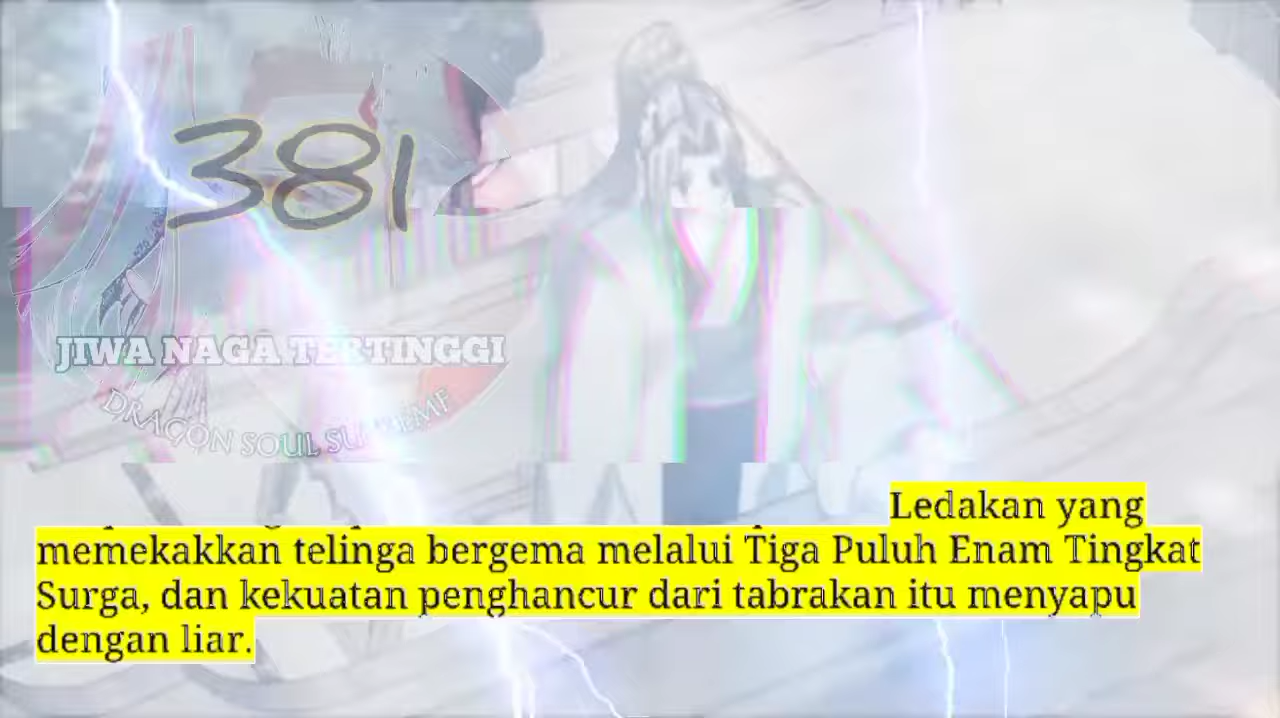 381
JIWA NAGA TERTINGGI
DRAGON SOUL SUPREME
Ledakan yang
memekakkan telinga bergema melalui Tiga Puluh Enam Tingkat
Surga, dan kekuatan penghancur dari tabrakan itu menyapu
dengan liar.